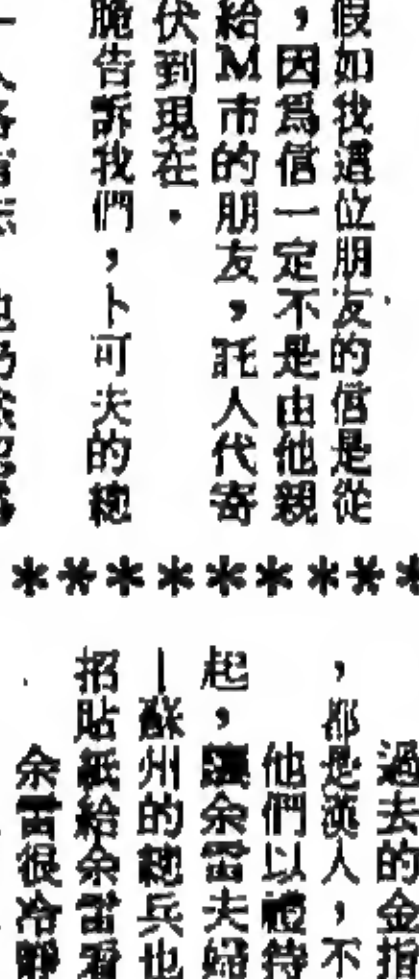 假如找這位朋友的信是從
，因爲信一定不是由他親
給M市的朋友，託人代寄
伏到現在．
脆告訴我們，卜可夫的總
*********
過去的金指
，都是漢人，不
他們以禮待
起，讓余雷夫婦
—蘇州的總兵也
招貼紙給余雷看
余雷很冷靜